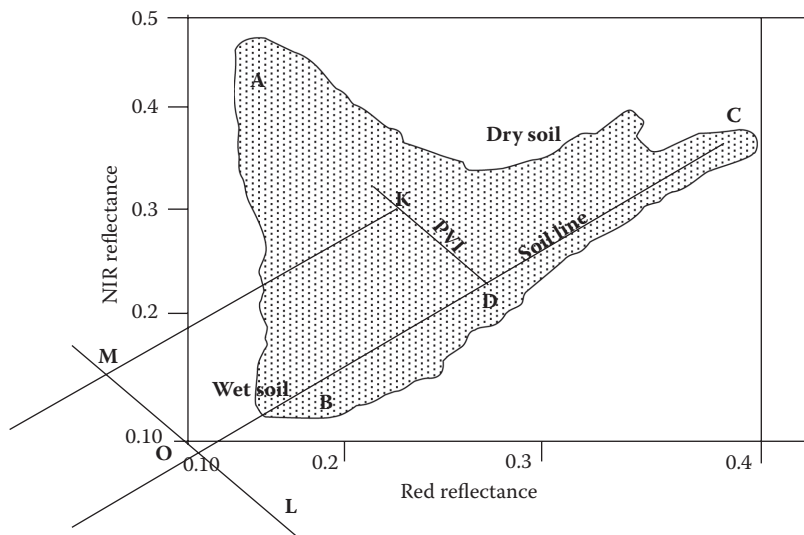 0.5
A
C
0.4
Dry soil
NIR reflectance
0.3
K
PVI
Soil line
D
0.2
M
Wet soil
B
0.10
O
0.10
0.2
0.3
0.4
Red reflectance
L